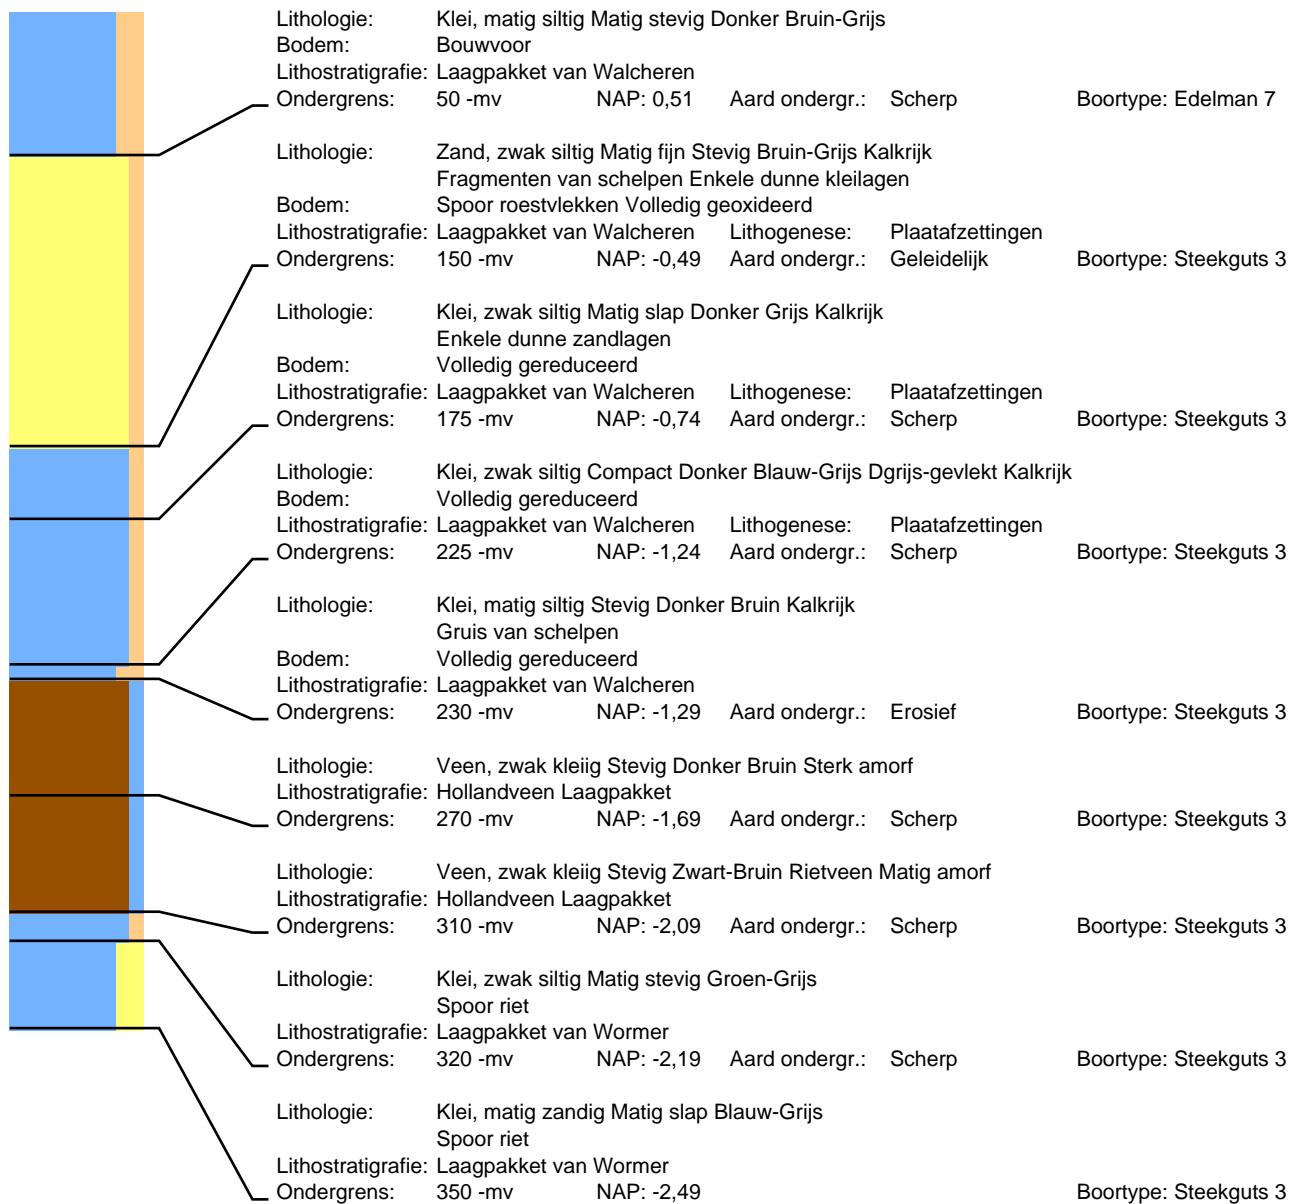 Lithologie: Klei, matig siltig Matig stevig Donker Bruin-Grijs
Bodem: Bouwvoor
Lithostratigrafie: Laagpakket van Walcheren
Ondergrens: 50 -mv NAP: 0,51 Aard ondergr.: Scherp Boortype: Edelman 7
Lithologie: Zand, zwak siltig Matig fijn Stevig Bruin-Grijs Kalkrijk
Fragmenten van schelpen Enkele dunne kleilagen
Bodem: Spoor roestvlekken Volledig geoxideerd
Lithostratigrafie: Laagpakket van Walcheren Lithogenese: Plaatafzettingen
Ondergrens: 150 -mv NAP: -0,49 Aard ondergr.: Geleidelijk Boortype: Steekguts 3
Lithologie: Klei, zwak siltig Matig slap Donker Grijs Kalkrijk
Enkele dunne zandlagen
Bodem: Volledig gereduceerd
Lithostratigrafie: Laagpakket van Walcheren Lithogenese: Plaatafzettingen
Ondergrens: 175 -mv NAP: -0,74 Aard ondergr.: Scherp Boortype: Steekguts 3
Lithologie: Klei, zwak siltig Compact Donker Blauw-Grijs Dgrijs-gevlekt Kalkrijk
Bodem: Volledig gereduceerd
Lithostratigrafie: Laagpakket van Walcheren Lithogenese: Plaatafzettingen
Ondergrens: 225 -mv NAP: -1,24 Aard ondergr.: Scherp Boortype: Steekguts 3
Lithologie: Klei, matig siltig Stevig Donker Bruin Kalkrijk
Gruis van schelpen
Bodem: Volledig gereduceerd
Lithostratigrafie: Laagpakket van Walcheren
Ondergrens: 230 -mv NAP: -1,29 Aard ondergr.: Erosief Boortype: Steekguts 3
Lithologie: Veen, zwak kleiig Stevig Donker Bruin Sterk amorf
Lithostratigrafie: Hollandveen Laagpakket
Ondergrens: 270 -mv NAP: -1,69 Aard ondergr.: Scherp Boortype: Steekguts 3
Lithologie: Veen, zwak kleiig Stevig Zwart-Bruin Rietveen Matig amorf
Lithostratigrafie: Hollandveen Laagpakket
Ondergrens: 310 -mv NAP: -2,09 Aard ondergr.: Scherp Boortype: Steekguts 3
Lithologie: Klei, zwak siltig Matig stevig Groen-Grijs
Spoor riet
Lithostratigrafie: Laagpakket van Wormer
Ondergrens: 320 -mv NAP: -2,19 Aard ondergr.: Scherp Boortype: Steekguts 3
Lithologie: Klei, matig zandig Matig slap Blauw-Grijs
Spoor riet
Lithostratigrafie: Laagpakket van Wormer
Ondergrens: 350 -mv NAP: -2,49 Boortype: Steekguts 3